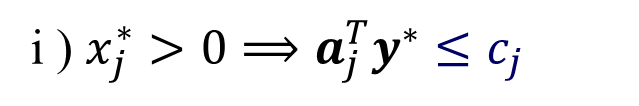 i ) x_j^* > 0 ⟹ a_j^T y^* ≤ c_j